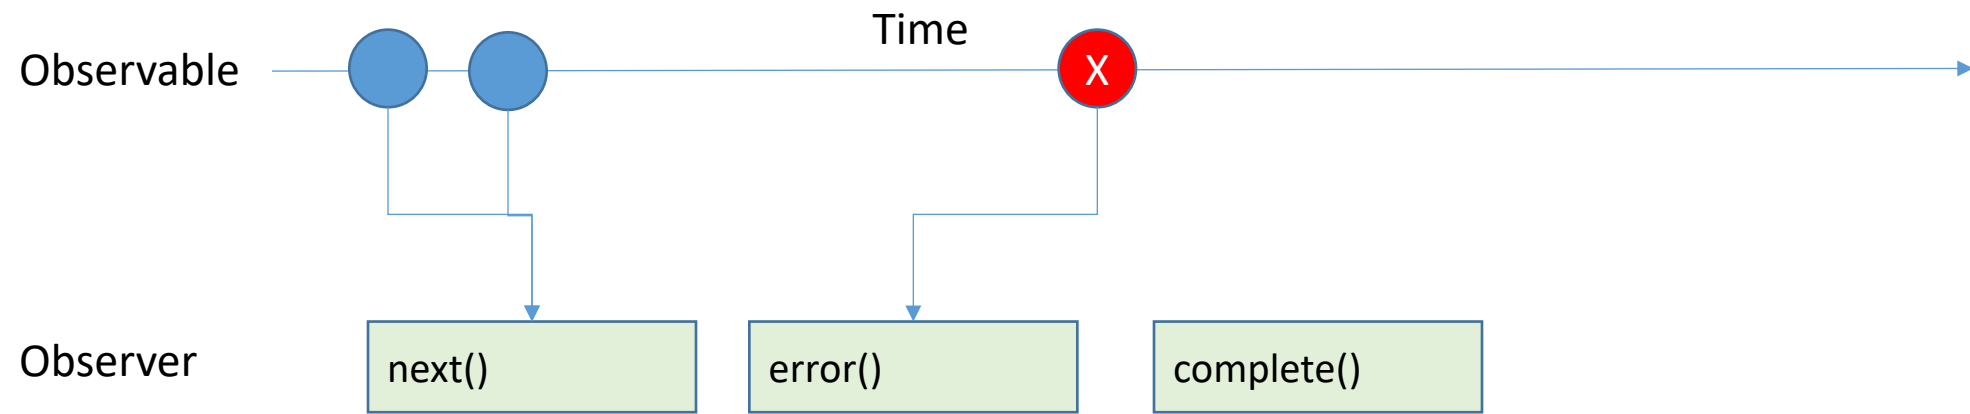 Time
Observable
X
Observer
next()
error()
complete()